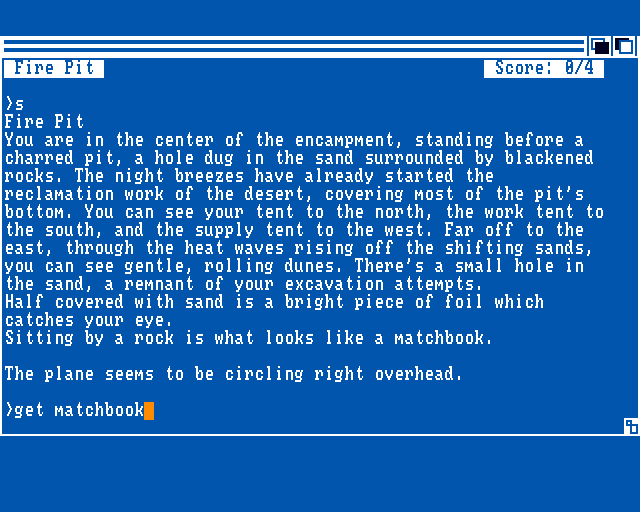 Fire Pit Score: 0/4
>s
Fire Pit
You are in the center of the encampment, standing before a
charred pit, a hole dug in the sand surrounded by blackened
rocks. The night breezes have already started the
reclamation work of the desert, covering most of the pit's
bottom. You can see your tent to the north, the work tent to
the south, and the supply tent to the west. Far off to the
east, through the heat waves rising off the shifting sands,
you can see gentle, rolling dunes. There's a small hole in
the sand, a remnant of your excavation attempts.
Half covered with sand is a bright piece of foil which
catches your eye.
Sitting by a rock is what looks like a matchbook.
The plane seems to be circling right overhead.
>get matchbook